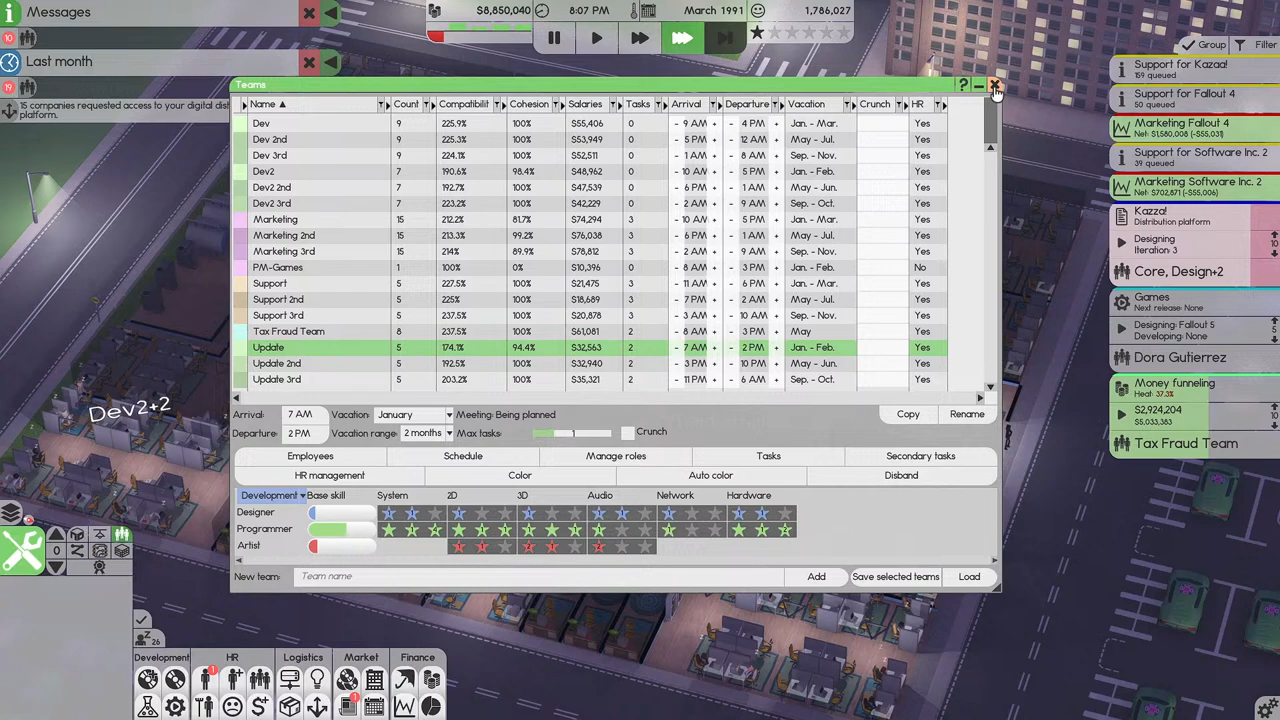 Messages
$8,850,040
8:07 PM
March 1991
1,786,027
10
Last month
19
15 companies requested access to your digital dis
platform.
Group
Filter
Support for Kazaa!
159 queued
Support for Fallout 4
50 queued
Marketing Fallout 4
Net: $1,580,008 (-$55,031)
Support for Software Inc. 2
39 queued
Marketing Software Inc. 2
Net: $702,871 (-$55,006)
Kazza!
Distribution platform
Designing
Iteration: 3
10
Core, Design+2
Games
Next release: None
Designing: Fallout 5
Developing: None
5
Dora Gutierrez
Money funneling
Heat: 37.3%
$2,924,204
$5,033,383
10
Tax Fraud Team
Teams
Name Count Compatibilit Cohesion Salaries Tasks Arrival Departure Vacation Crunch HR
Dev 9 225.9% 100% $55,406 0 - 9 AM + - 4 PM + Jan. - Mar. Yes
Dev 2nd 9 225.3% 100% $53,949 0 - 5 PM + - 12 AM + May - Jul. Yes
Dev 3rd 9 224.1% 100% $52,511 0 - 1 AM + - 8 AM + Sep. - Nov. Yes
Dev2 7 190.6% 98.4% $48,962 0 - 10 AM + - 5 PM + Jan. - Feb. Yes
Dev2 2nd 7 192.7% 100% $47,539 0 - 6 PM + - 1 AM + May - Jun. Yes
Dev2 3rd 7 223.2% 100% $42,229 0 - 2 AM + - 9 AM + Sep. - Oct. Yes
Marketing 15 212.2% 81.7% $74,294 3 - 10 AM + - 5 PM + Jan. - Mar. Yes
Marketing 2nd 15 213.3% 99.2% $76,038 3 - 6 PM + - 1 AM + May - Jul. Yes
Marketing 3rd 15 214% 89.9% $78,812 3 - 2 AM + - 9 AM + Sep. - Nov. Yes
PM-Games 1 100% 0% $10,396 0 - 8 AM + - 3 PM + Jan. - Feb. No
Support 5 227.5% 100% $21,475 3 - 11 AM + - 6 PM + Jan. - Mar. Yes
Support 2nd 5 225% 100% $18,689 3 - 7 PM + - 2 AM + May - Jul. Yes
Support 3rd 5 237.5% 100% $20,878 3 - 3 AM + - 10 AM + Sep. - Nov. Yes
Tax Fraud Team 8 237.5% 100% $61,081 2 - 8 AM + - 3 PM + May Yes
Update 5 174.1% 94.4% $32,563 2 - 7 AM + - 2 PM + Jan. - Feb. Yes
Update 2nd 5 192.5% 100% $32,940 2 - 3 PM + - 10 PM + May - Jun. Yes
Update 3rd 5 203.2% 100% $35,321 2 - 11 PM + - 6 AM + Sep. - Oct. Yes
Arrival: 7 AM Vacation: January Meeting: Being planned Copy Rename
Departure: 2 PM Vacation range: 2 months Max tasks: 1 Crunch
Employees Schedule Manage roles Tasks Secondary tasks
HR management Color Auto color Disband
Development Base skill System 2D 3D Audio Network Hardware
Designer
Programmer
Artist
New team: Team name Add Save selected teams Load
Dev2+2
0
26
Development HR Logistics Market Finance
1
1